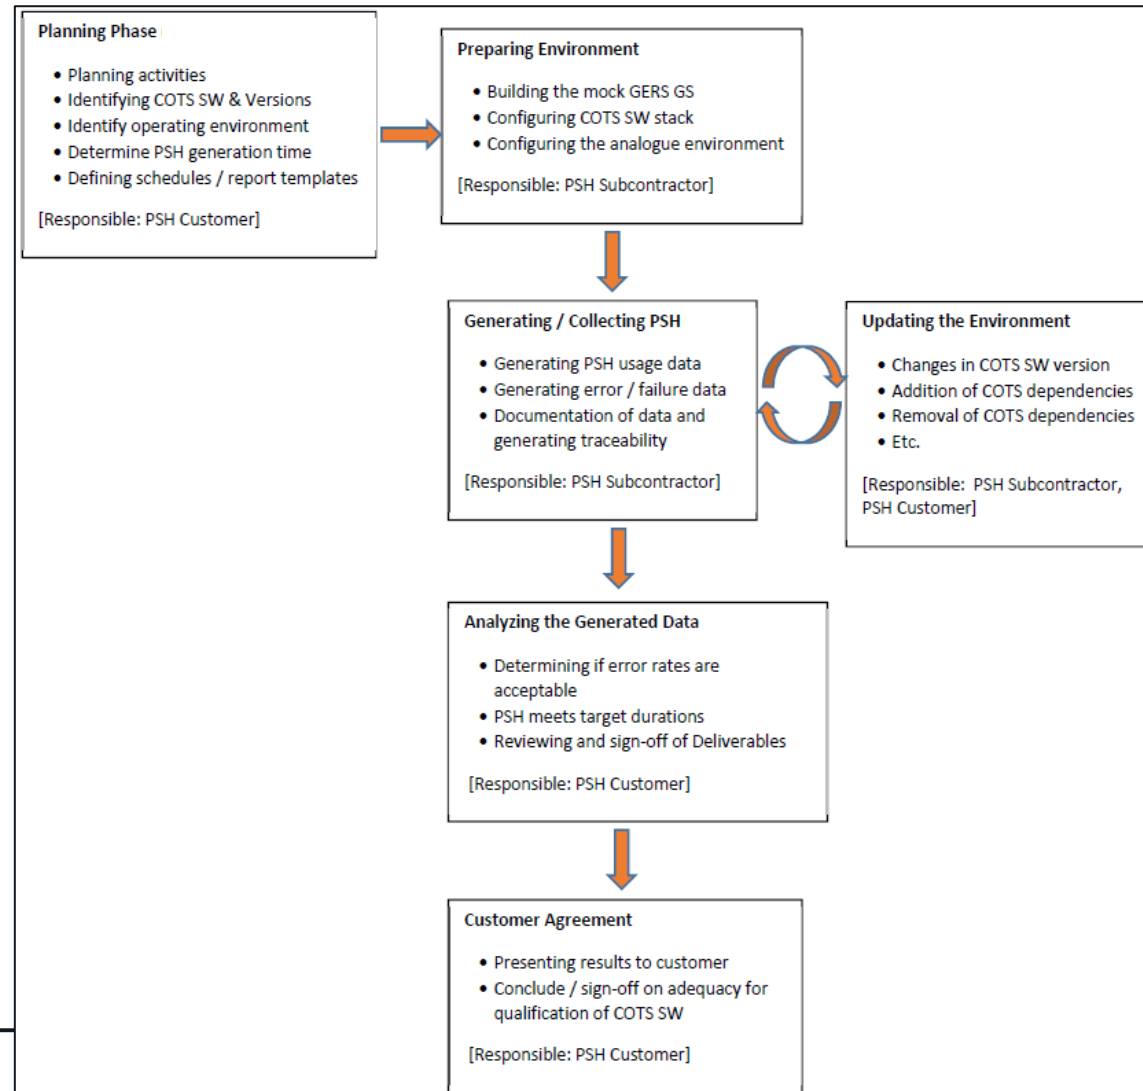 Planning Phase
• Planning activities
• Identifying COTS SW & Versions
• Identify operating environment
• Determine PSH generation time
• Defining schedules / report templates
[Responsible: PSH Customer]
Preparing Environment
• Building the mock GERS GS
• Configuring COTS SW stack
• Configuring the analogue environment
[Responsible: PSH Subcontractor]
Generating / Collecting PSH
• Generating PSH usage data
• Generating error / failure data
• Documentation of data and
generating traceability
[Responsible: PSH Subcontractor]
Updating the Environment
• Changes in COTS SW version
• Addition of COTS dependencies
• Removal of COTS dependencies
• Etc.
[Responsible: PSH Subcontractor,
PSH Customer]
Analyzing the Generated Data
• Determining if error rates are
acceptable
• PSH meets target durations
• Reviewing and sign-off of Deliverables
[Responsible: PSH Customer]
Customer Agreement
• Presenting results to customer
• Conclude / sign-off on adequacy for
qualification of COTS SW
[Responsible: PSH Customer]